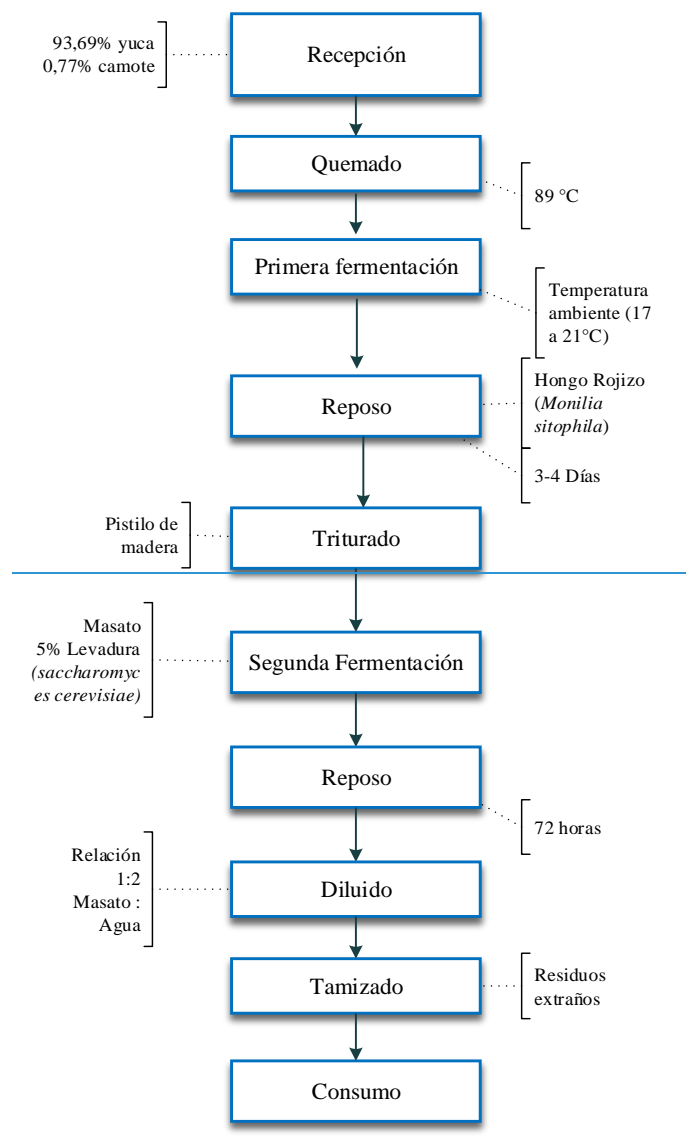 93,69% yuca
0,77% camote
Recepción
Quemado
89 °C
Primera fermentación
Temperatura
ambiente (17
a 21°C)
Hongo Rojizo
(Monilia
sitophila)
Reposo
3-4 Días
Pistilo de
madera
Triturado
Masato
5% Levadura
(saccharomyc
es cerevisiae)
Segunda Fermentación
Reposo
72 horas
Relación
1:2
Masato :
Agua
Diluido
Tamizado
Residuos
extraños
Consumo